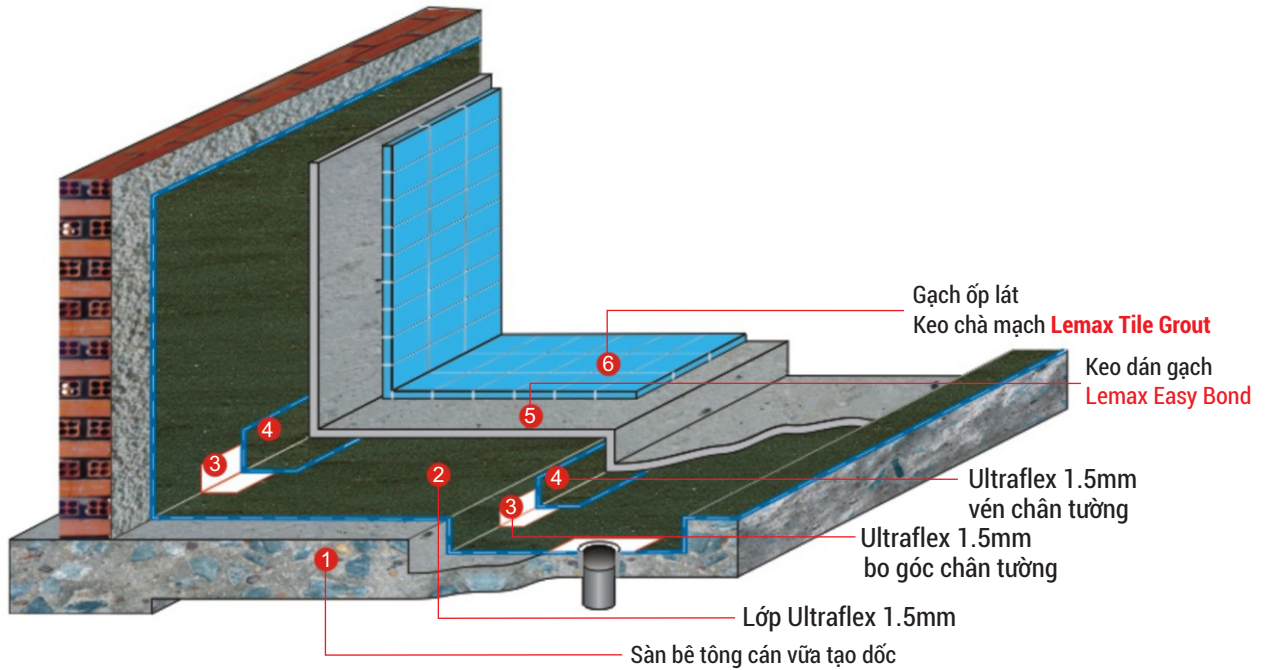 Gạch ốp lát
Keo chà mạch Lemax Tile Grout
Keo dán gạch
Lemax Easy Bond
6
5
4
3
2
4
3
1
Ultraflex 1.5mm
vén chân tường
Ultraflex 1.5mm
bo góc chân tường
Lớp Ultraflex 1.5mm
Sàn bê tông cán vữa tạo dốc